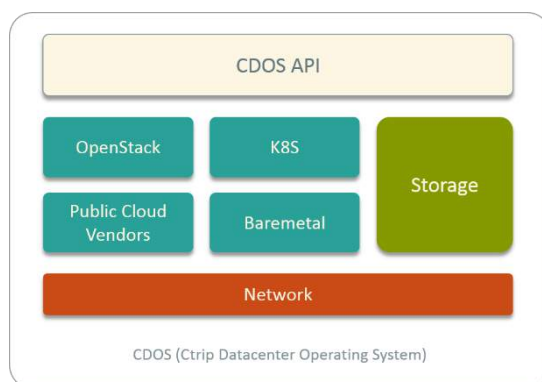 CDOS API
OpenStack
K8S
Storage
Public Cloud
Vendors
Baremetal
Network
CDOS (Ctrip Datacenter Operating System)